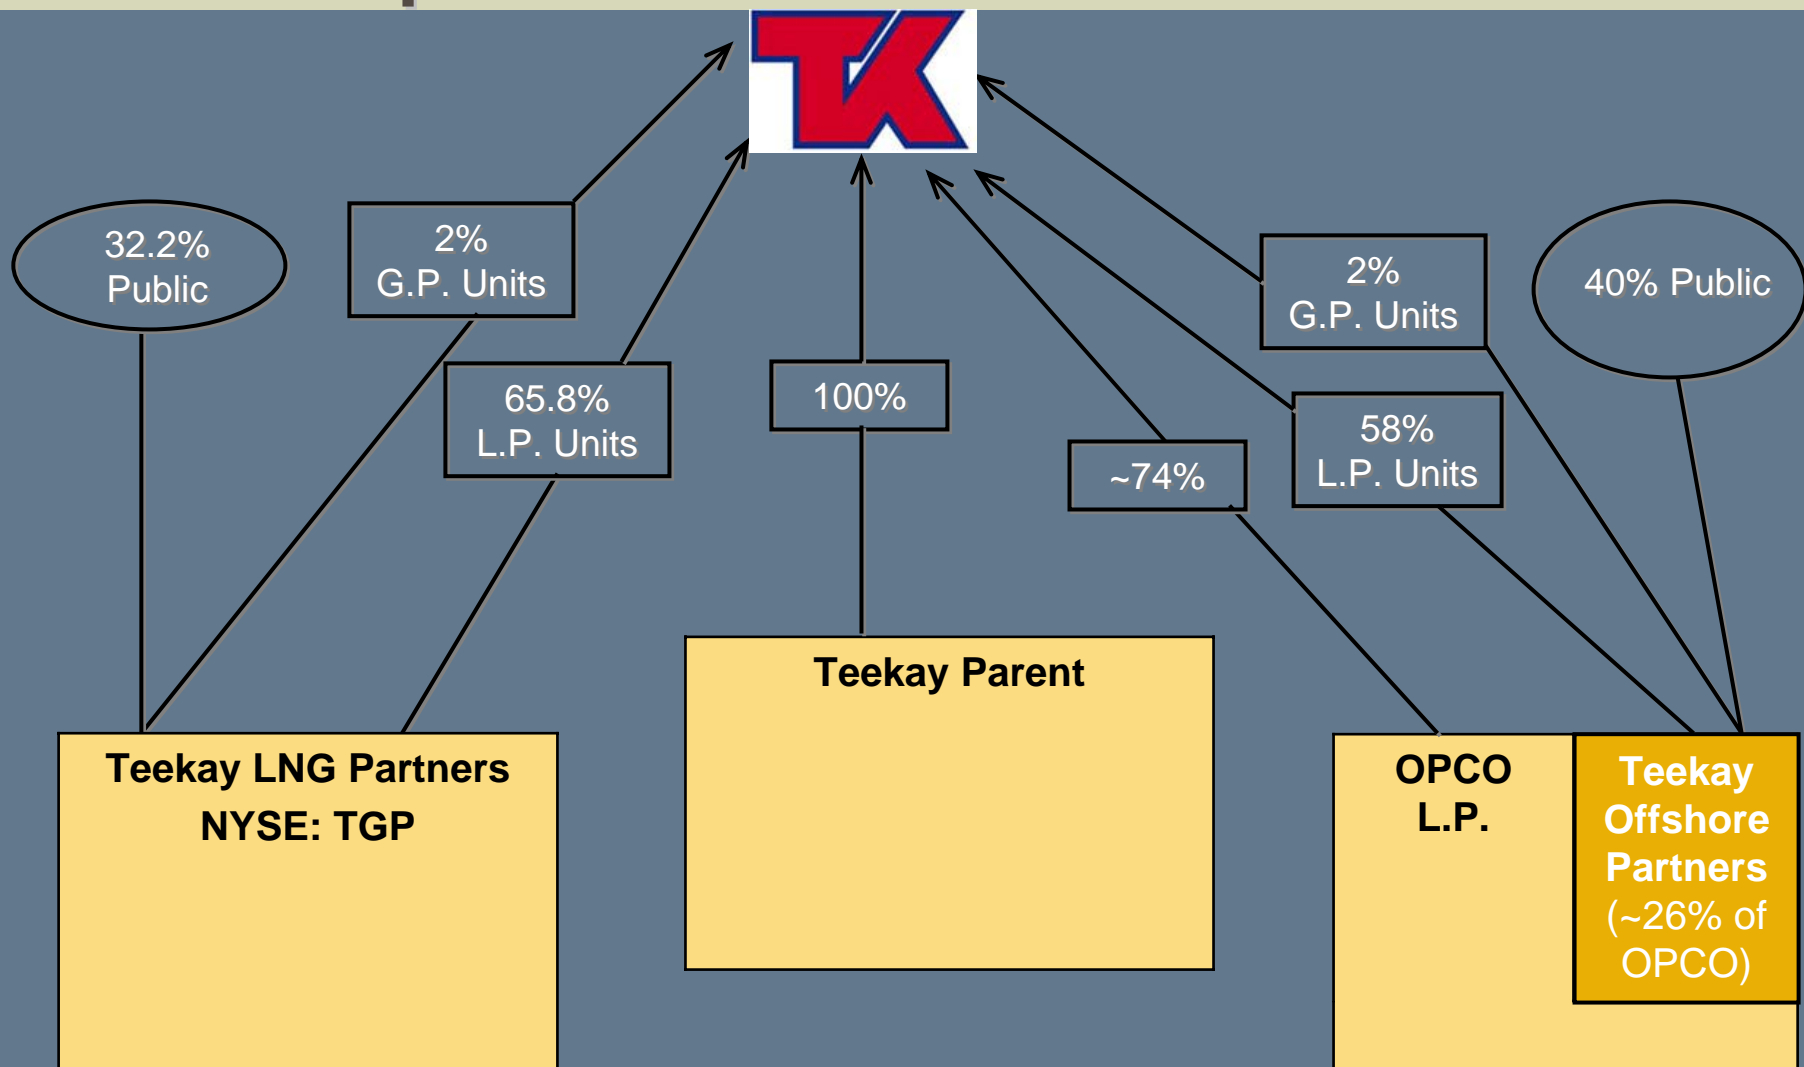 TK
32.2%
Public
2%
G.P. Units
65.8%
L.P. Units
100%
~74%
2%
G.P. Units
58%
L.P. Units
40% Public
Teekay LNG Partners
NYSE: TGP
Teekay Parent
OPCO
L.P.
Teekay
Offshore
Partners
(~26% of
OPCO)